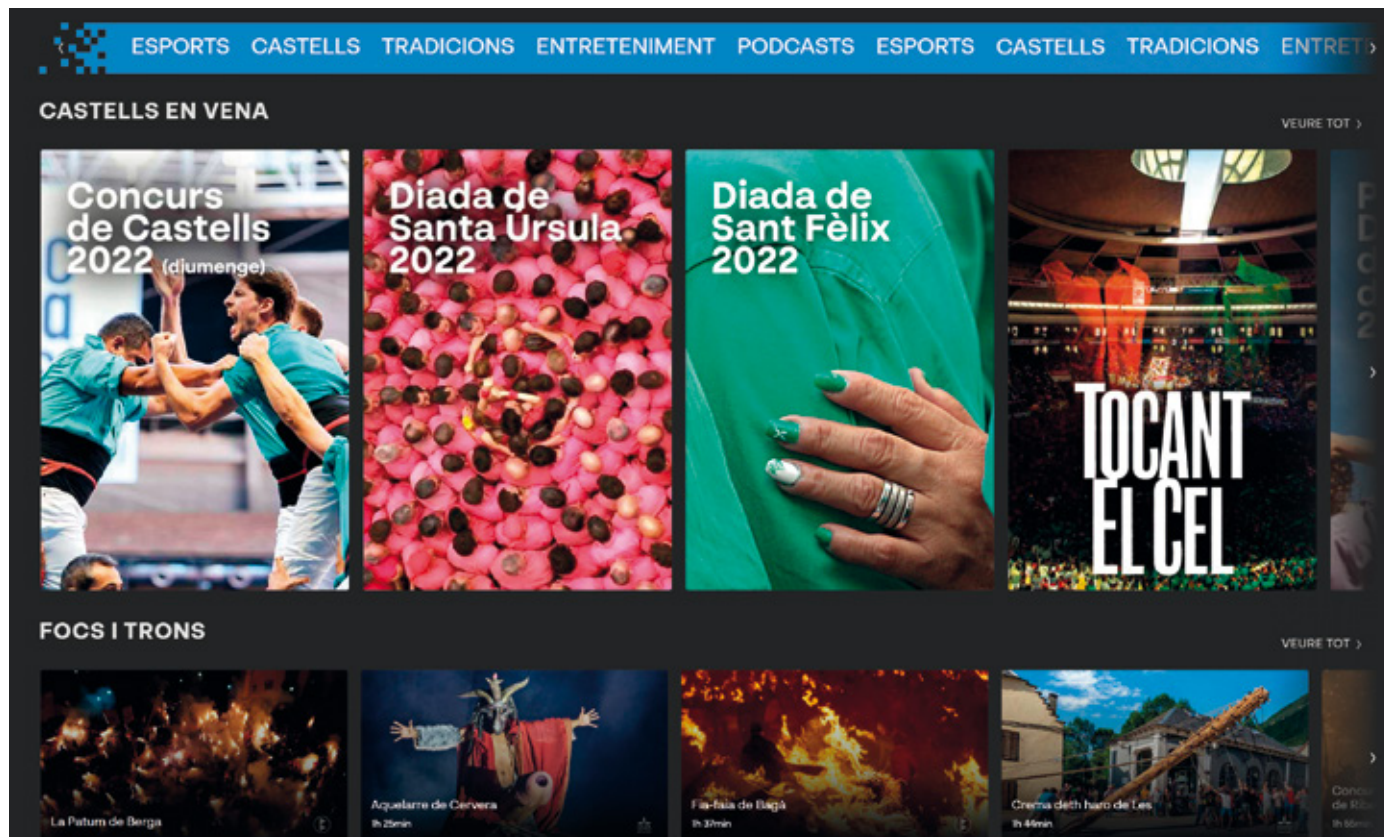 ESPORTS CASTELLS TRADICIONS ENTRETENIMENT PODCASTS ESPORTS CASTELLS TRADICIONS ENTRET
CASTELLS EN VENA
VEURE TOT
Concurs
de Castells
2022 (diumenge)
Diada de
Santa Úrsula
2022
Diada de
Sant Fèlix
2022
TOCANT
EL CEL
FOCS I TRONS
VEURE TOT
La Patum de Berga
Aquelarre de Cervera
1h 25min
Fia-faia de Bagà
1h 37min
Crema deth haro de Les
1h 44min